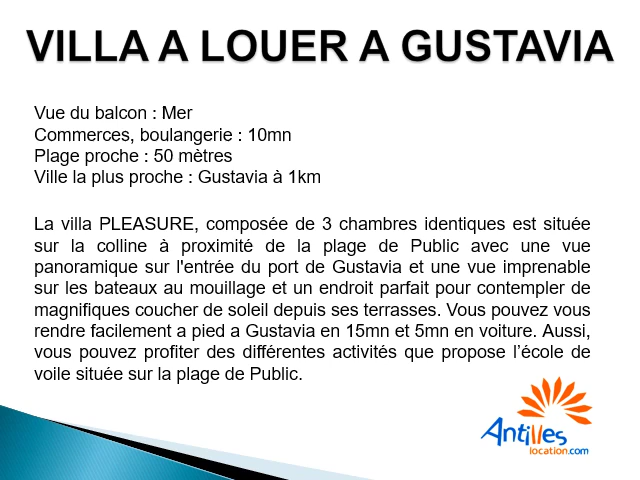 VILLA A LOUER A GUSTAVIA
Vue du balcon : Mer
Commerces, boulangerie : 10mn
Plage proche : 50 mètres
Ville la plus proche : Gustavia à 1km
La villa PLEASURE, composée de 3 chambres identiques est située
sur la colline à proximité de la plage de Public avec une vue
panoramique sur l'entrée du port de Gustavia et une vue imprenable
sur les bateaux au mouillage et un endroit parfait pour contempler de
magnifiques coucher de soleil depuis ses terrasses. Vous pouvez vous
rendre facilement a pied a Gustavia en 15mn et 5mn en voiture. Aussi,
vous pouvez profiter des différentes activités que propose l’école de
voile située sur la plage de Public.
Antilles
location.com